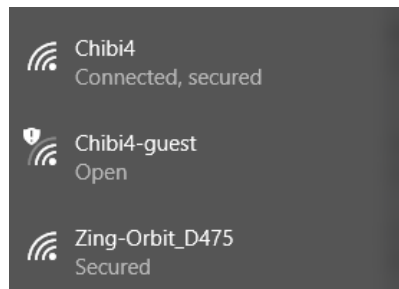 Chibi4
Connected, secured
Chibi4-guest
Open
Zing-Orbit_D475
Secured